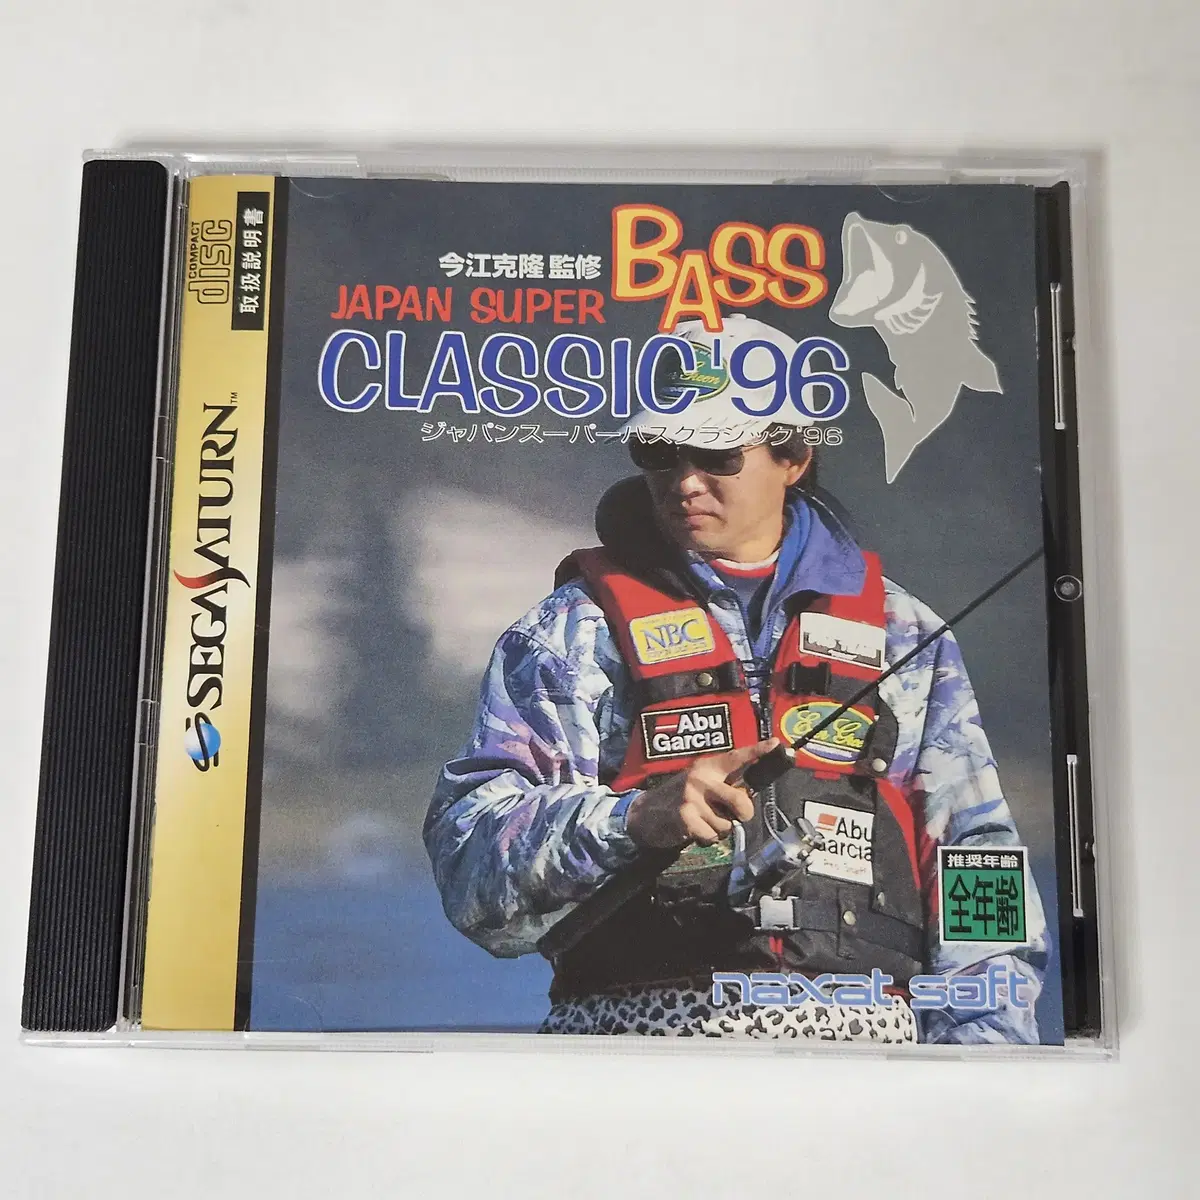 COMPACT
disc
取扱説明書
SEGA SATURN™
今江克隆 監修
BASS
JAPAN SUPER
CLASSIC '96
ジャパンスーパーバスクラシック'96
Green
NBC
Abu
Garcia
Abu
Garcia
推奨年齢
全年齢
naxat soft